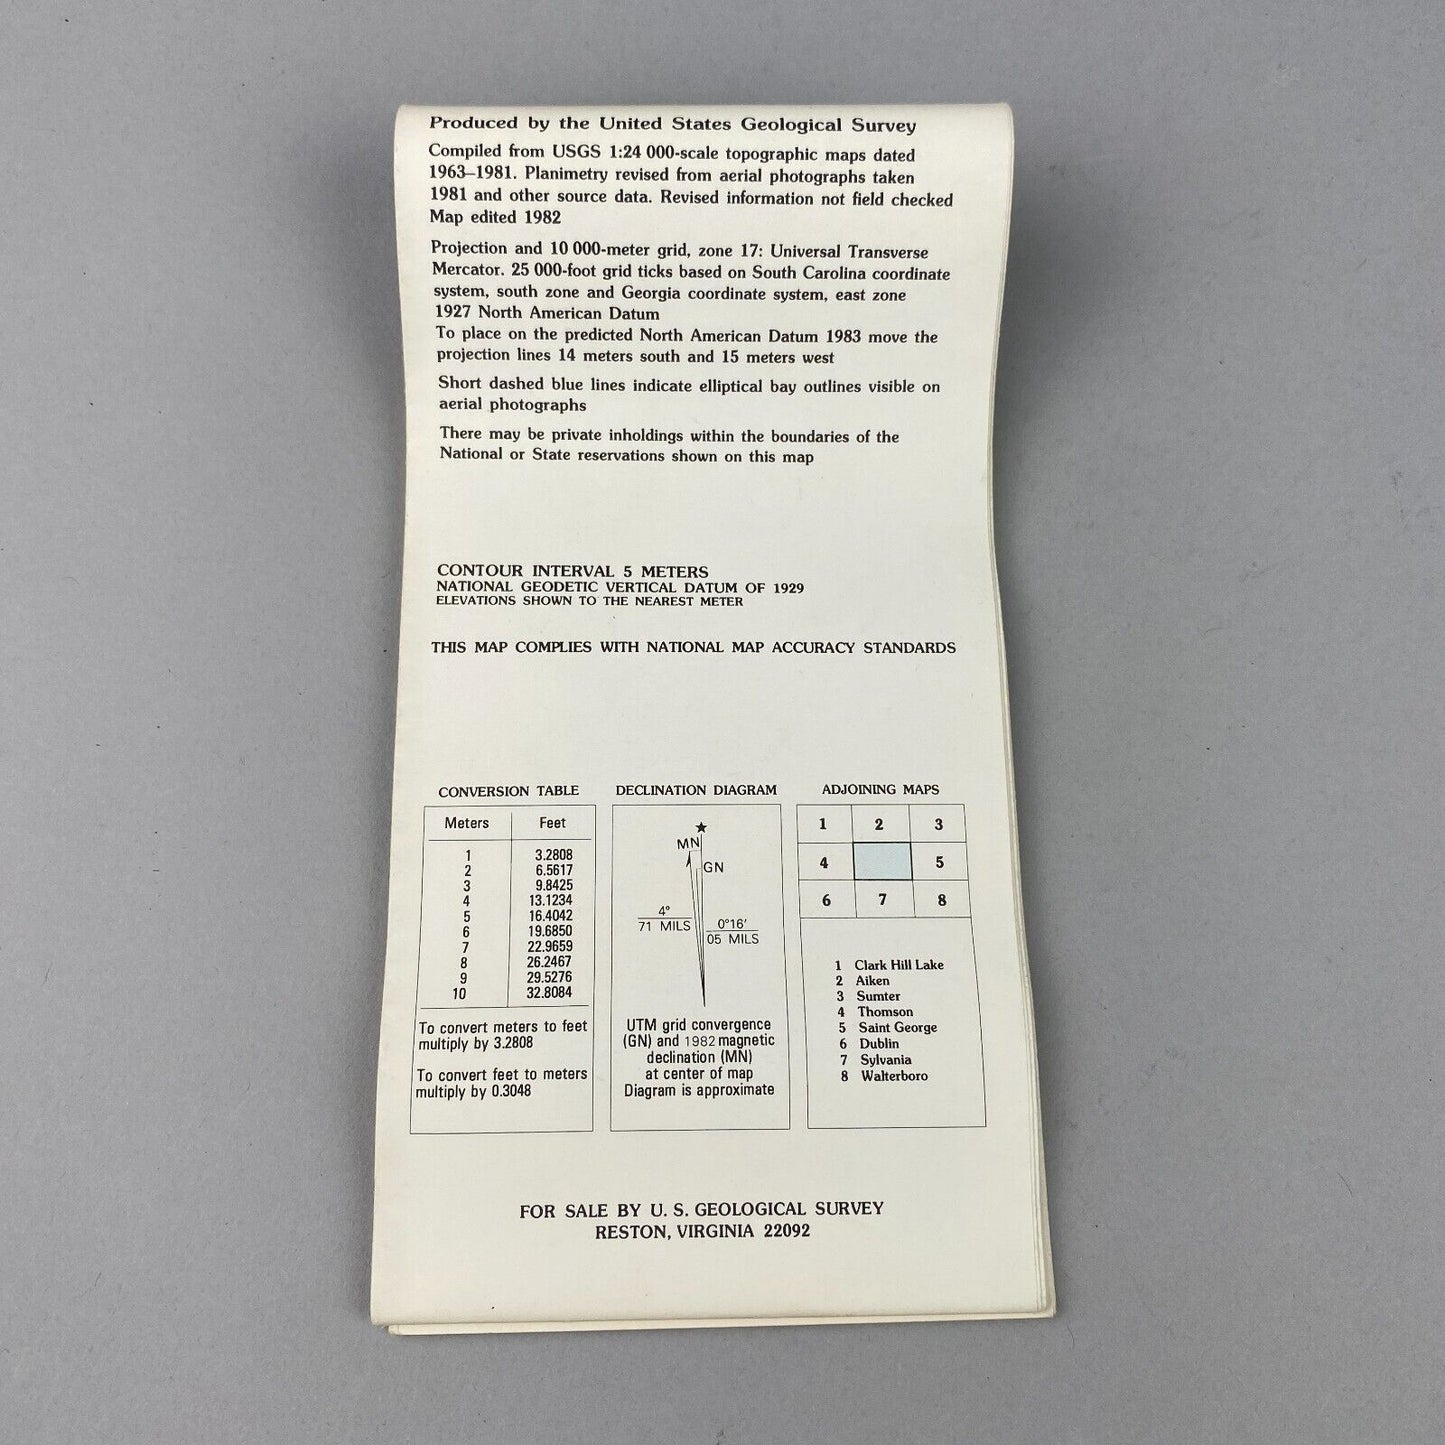 Produced by the United States Geological Survey
Compiled from USGS 1:24 000-scale topographic maps dated
1963–1981. Planimetry revised from aerial photographs taken
1981 and other source data. Revised information not field checked
Map edited 1982
Projection and 10 000-meter grid, zone 17: Universal Transverse
Mercator. 25 000-foot grid ticks based on South Carolina coordinate
system, south zone and Georgia coordinate system, east zone
1927 North American Datum
To place on the predicted North American Datum 1983 move the
projection lines 14 meters south and 15 meters west
Short dashed blue lines indicate elliptical bay outlines visible on
aerial photographs
There may be private inholdings within the boundaries of the
National or State reservations shown on this map
CONTOUR INTERVAL 5 METERS
NATIONAL GEODETIC VERTICAL DATUM OF 1929
ELEVATIONS SHOWN TO THE NEAREST METER
THIS MAP COMPLIES WITH NATIONAL MAP ACCURACY STANDARDS
CONVERSION TABLE
Meters Feet
1 3.2808
2 6.5617
3 9.8425
4 13.1234
5 16.4042
6 19.6850
7 22.9659
8 26.2467
9 29.5276
10 32.8084
To convert meters to feet
multiply by 3.2808
To convert feet to meters
multiply by 0.3048
DECLINATION DIAGRAM
★
MN
GN
4°
71 MILS
0°16′
05 MILS
UTM grid convergence
(GN) and 1982 magnetic
declination (MN)
at center of map
Diagram is approximate
ADJOINING MAPS
1 2 3
4 5
6 7 8
1 Clark Hill Lake
2 Aiken
3 Sumter
4 Thomson
5 Saint George
6 Dublin
7 Sylvania
8 Walterboro
FOR SALE BY U. S. GEOLOGICAL SURVEY
RESTON, VIRGINIA 22092